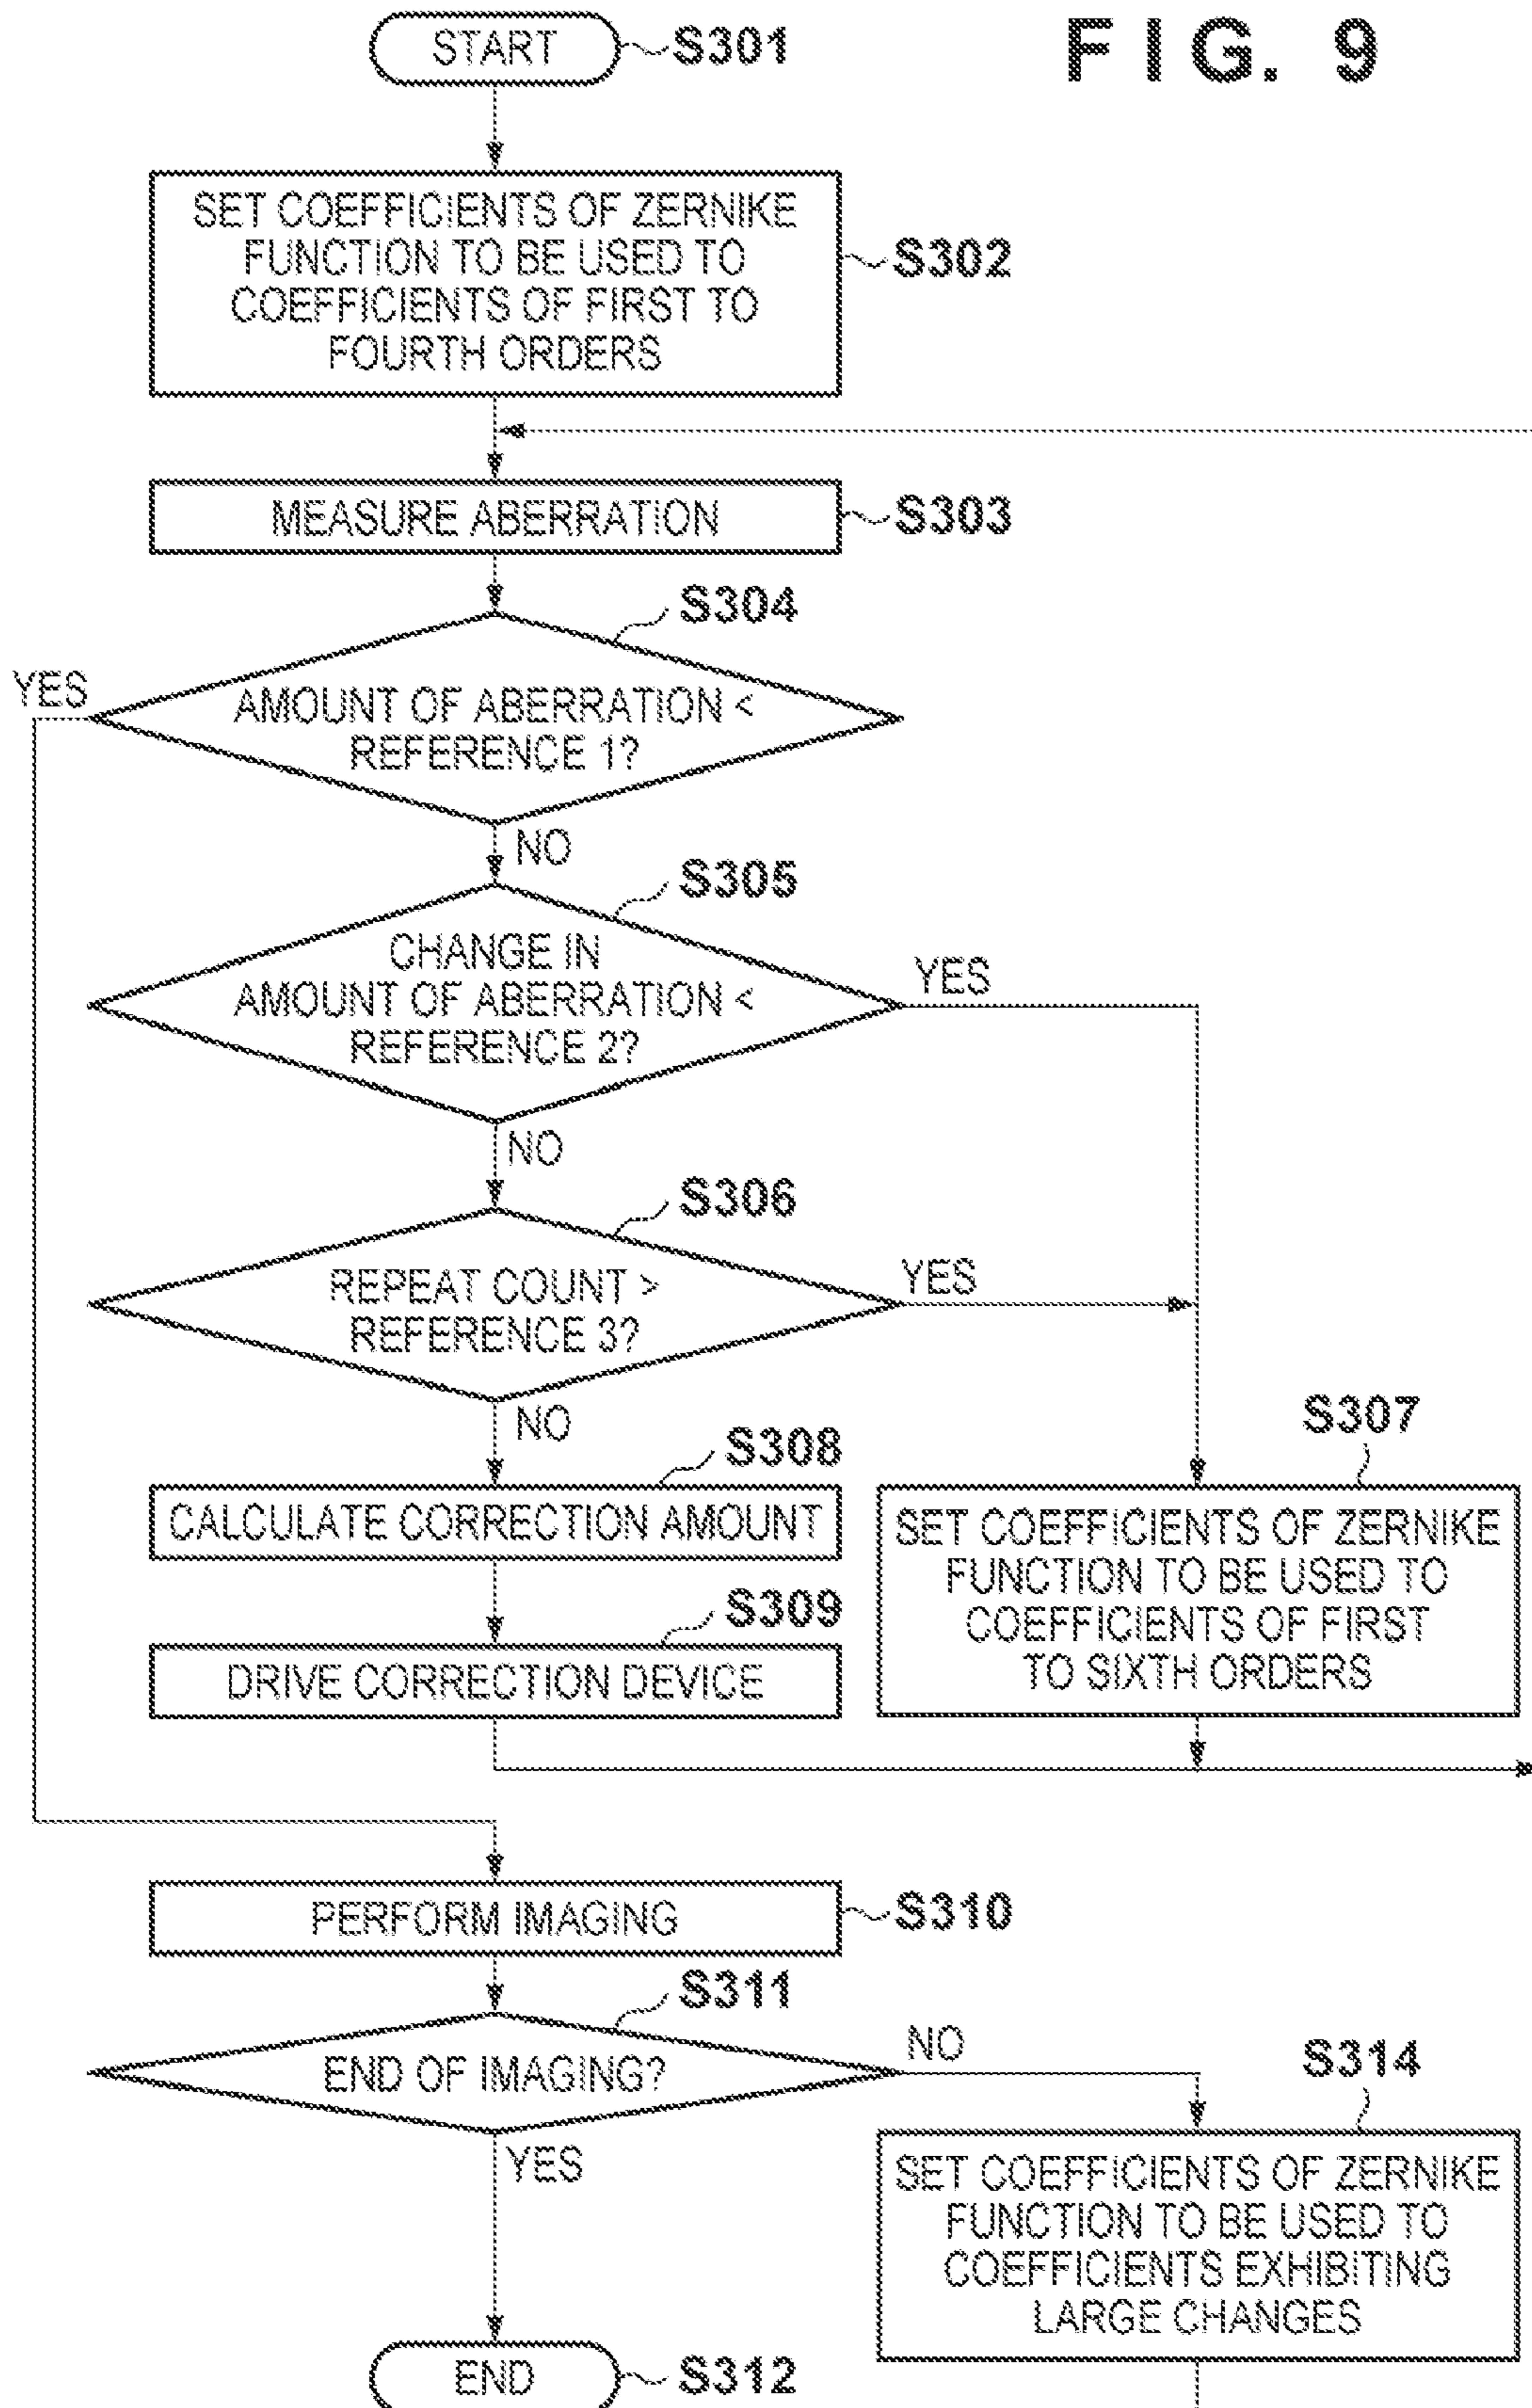 FIG. 9
START
S301
SET COEFFICIENTS OF ZERNIKE
FUNCTION TO BE USED TO
COEFFICIENTS OF FIRST TO
FOURTH ORDERS
S302
MEASURE ABERRATION
S303
S304
YES
AMOUNT OF ABERRATION <
REFERENCE 1?
NO
S305
CHANGE IN
AMOUNT OF ABERRATION <
REFERENCE 2?
YES
NO
S306
REPEAT COUNT >
REFERENCE 3?
YES
NO
S308
CALCULATE CORRECTION AMOUNT
S309
DRIVE CORRECTION DEVICE
S307
SET COEFFICIENTS OF ZERNIKE
FUNCTION TO BE USED TO
COEFFICIENTS OF FIRST
TO SIXTH ORDERS
PERFORM IMAGING
S310
S311
END OF IMAGING?
NO
YES
S314
SET COEFFICIENTS OF ZERNIKE
FUNCTION TO BE USED TO
COEFFICIENTS EXHIBITING
LARGE CHANGES
END
S312